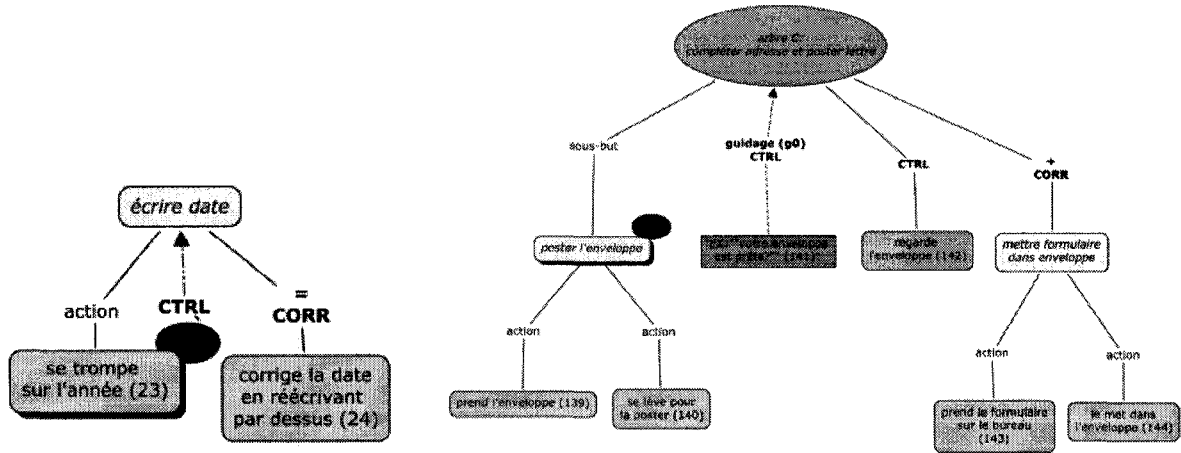 écrire date
action
CTRL
=
CORR
se trompe
sur l'année (23)
corrige la date
en réécrivant
par dessus (24)
arbre C:
compléter adresse et poster lettre
sous-but
guidage (g0)
CTRL
CTRL
+
CORR
poster l'enveloppe
votre enveloppe
est prête?" (141)
regarde
l'enveloppe (142)
mettre formulaire
dans enveloppe
action
action
action
action
prend l'enveloppe (139)
se lève pour
la poster (140)
prend le formulaire
sur le bureau
(143)
le met dans
l'enveloppe (144)